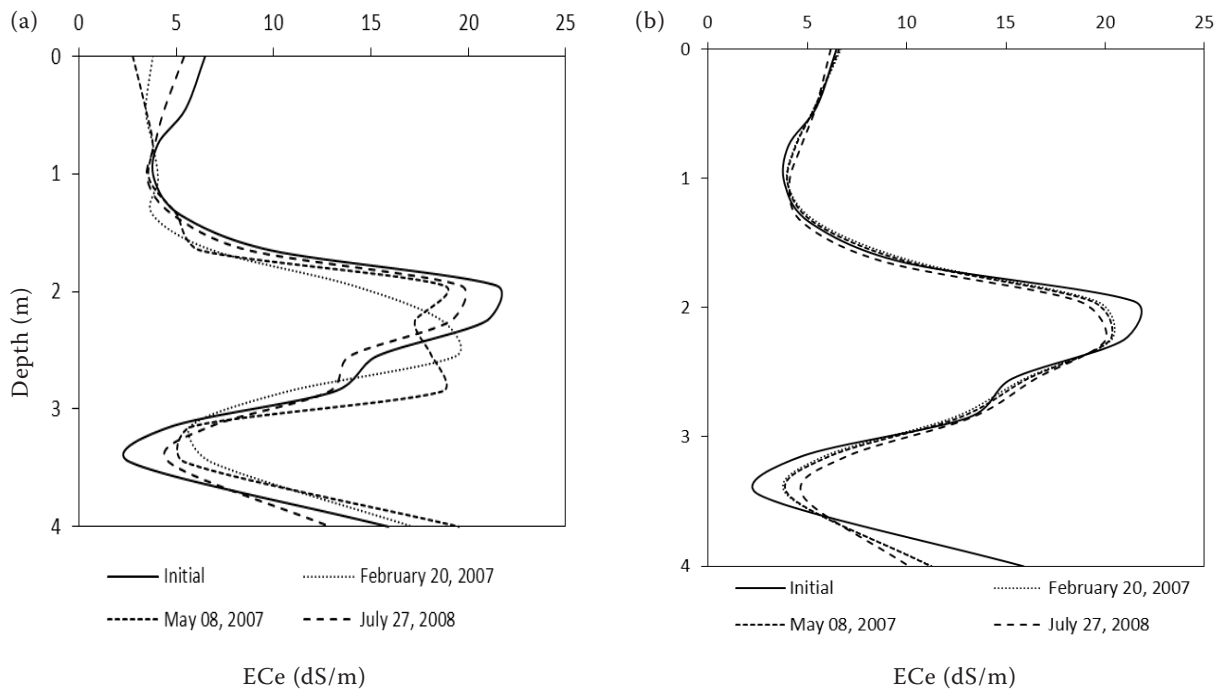 (a)
0 5 10 15 20 25
0
1
2
3
4
Depth (m)
Initial
February 20, 2007
May 08, 2007
July 27, 2008
ECe (dS/m)
(b)
0 5 10 15 20 25
0
1
2
3
4
Initial
February 20, 2007
May 08, 2007
July 27, 2008
ECe (dS/m)